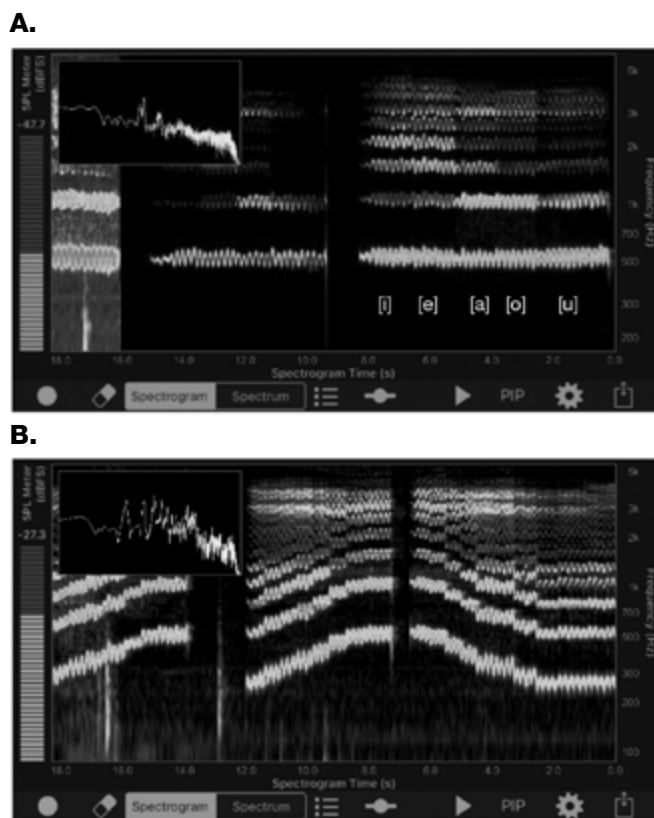 A.
SPL Meter
(dBFS)
-47.7
5k
3k
2k
1k
700
500
300
200
Frequency (Hz)
[i] [e] [a] [o] [u]
18.0 16.0 14.0 12.0 10.0 8.0 6.0 4.0 2.0 0.0
Spectrogram Time (s)
Spectrogram Spectrum PIP
B.
SPL Meter
(dBFS)
-27.3
5k
3k
2k
1k
700
500
300
200
100
Frequency (Hz)
18.0 16.0 14.0 12.0 10.0 8.0 6.0 4.0 2.0 0.0
Spectrogram Time (s)
Spectrogram Spectrum PIP